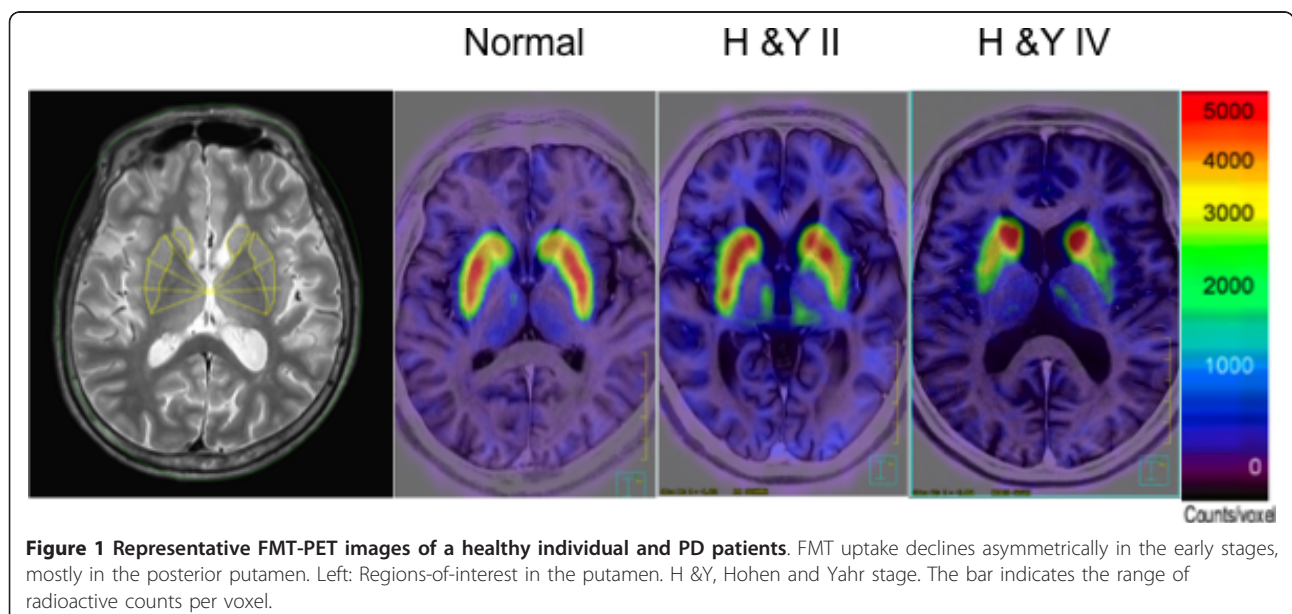 Normal H &Y II H &Y IV
5000
4000
3000
2000
1000
0
Counts/voxel
Figure 1 Representative FMT-PET images of a healthy individual and PD patients. FMT uptake declines asymmetrically in the early stages,
mostly in the posterior putamen. Left: Regions-of-interest in the putamen. H &Y, Hohen and Yahr stage. The bar indicates the range of
radioactive counts per voxel.